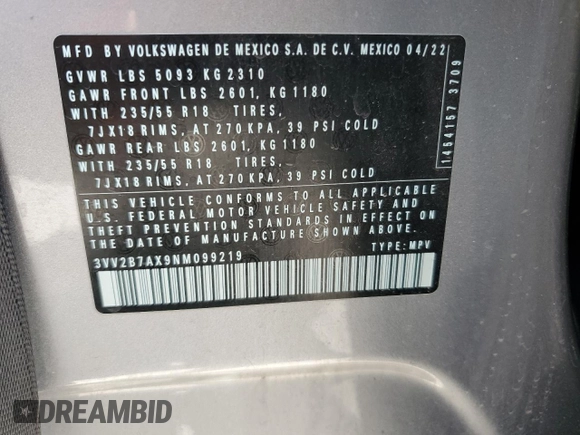 MFD BY VOLKSWAGEN DE MEXICO S.A. DE C.V. MEXICO 04/22
GVWR LBS 5093 KG 2310
GAWR FRONT LBS 2601, KG 1180
WITH 235/55 R18 TIRES,
7JX18 RIMS, AT 270 KPA, 39 PSI COLD
GAWR REAR LBS 2601, KG 1180
WITH 235/55 R18 TIRES,
7JX18 RIMS, AT 270 KPA, 39 PSI COLD
THIS VEHICLE CONFORMS TO ALL APPLICABLE
U.S. FEDERAL MOTOR VEHICLE SAFETY AND
THEFT PREVENTION STANDARDS IN EFFECT ON
THE DATE OF MANUFACTURE SHOWN ABOVE.
3VV2B7AX9NM099219 TYPE: MPV
1454157 3709
DREAMBID